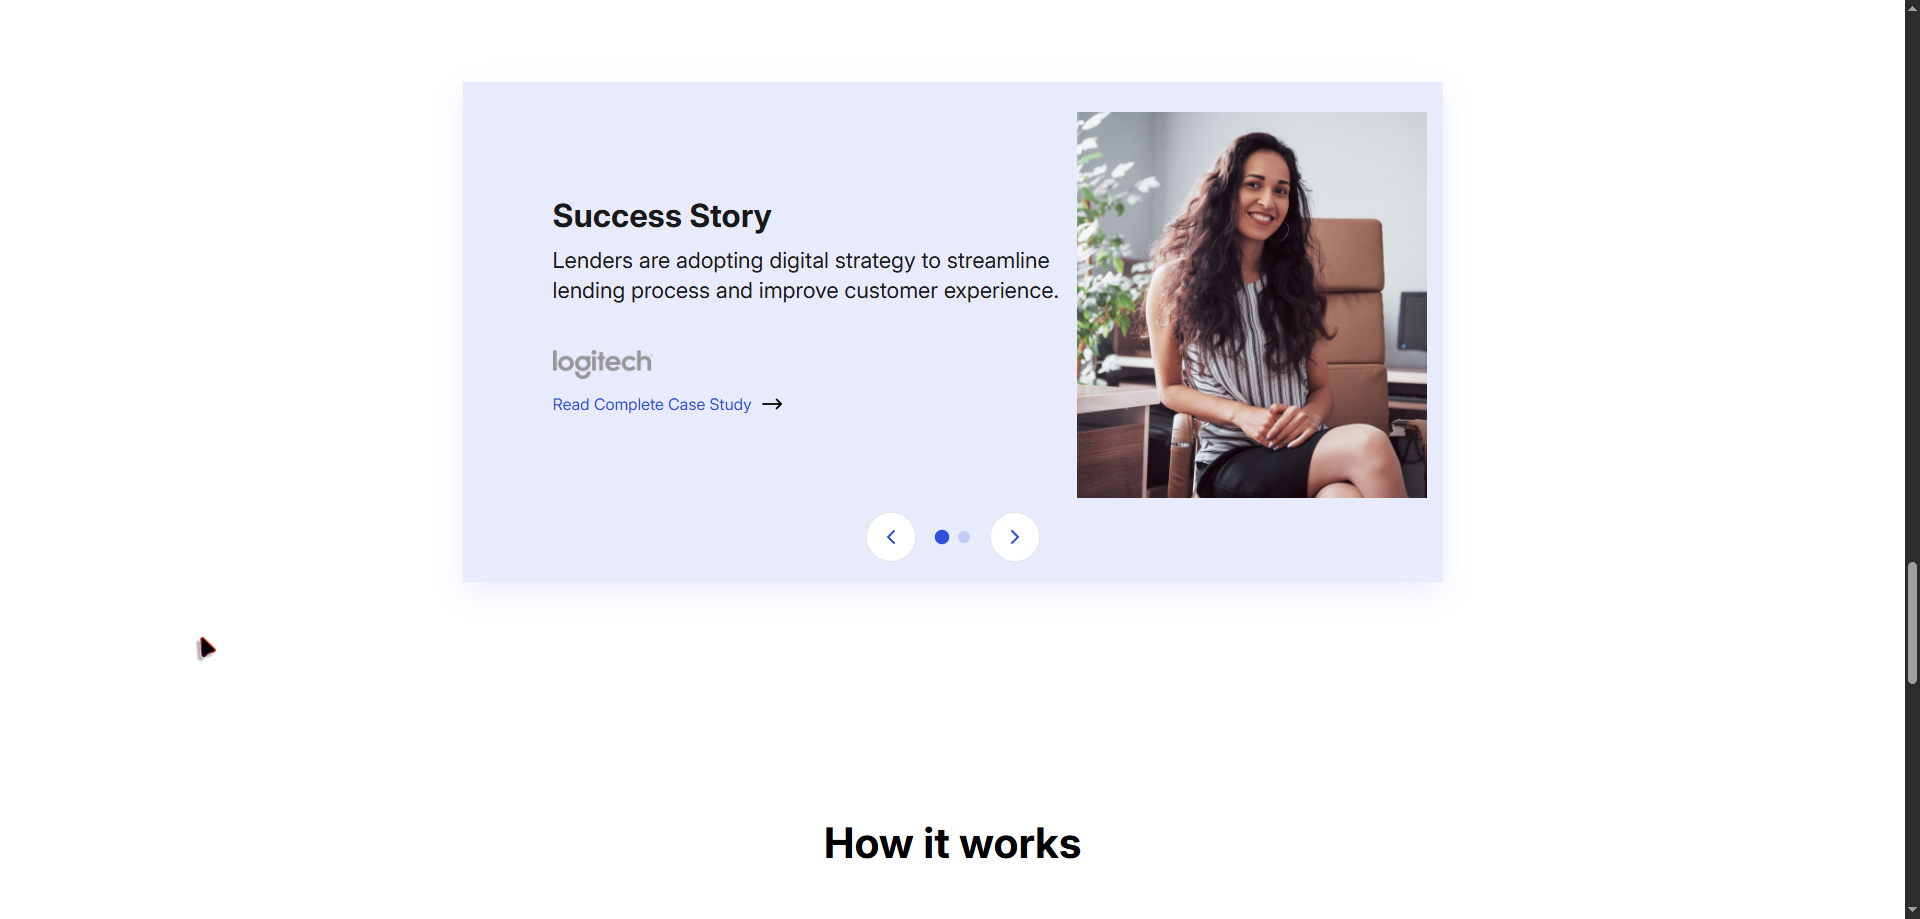 Success Story
Lenders are adopting digital strategy to streamline
lending process and improve customer experience.
logitech
Read Complete Case Study
How it works